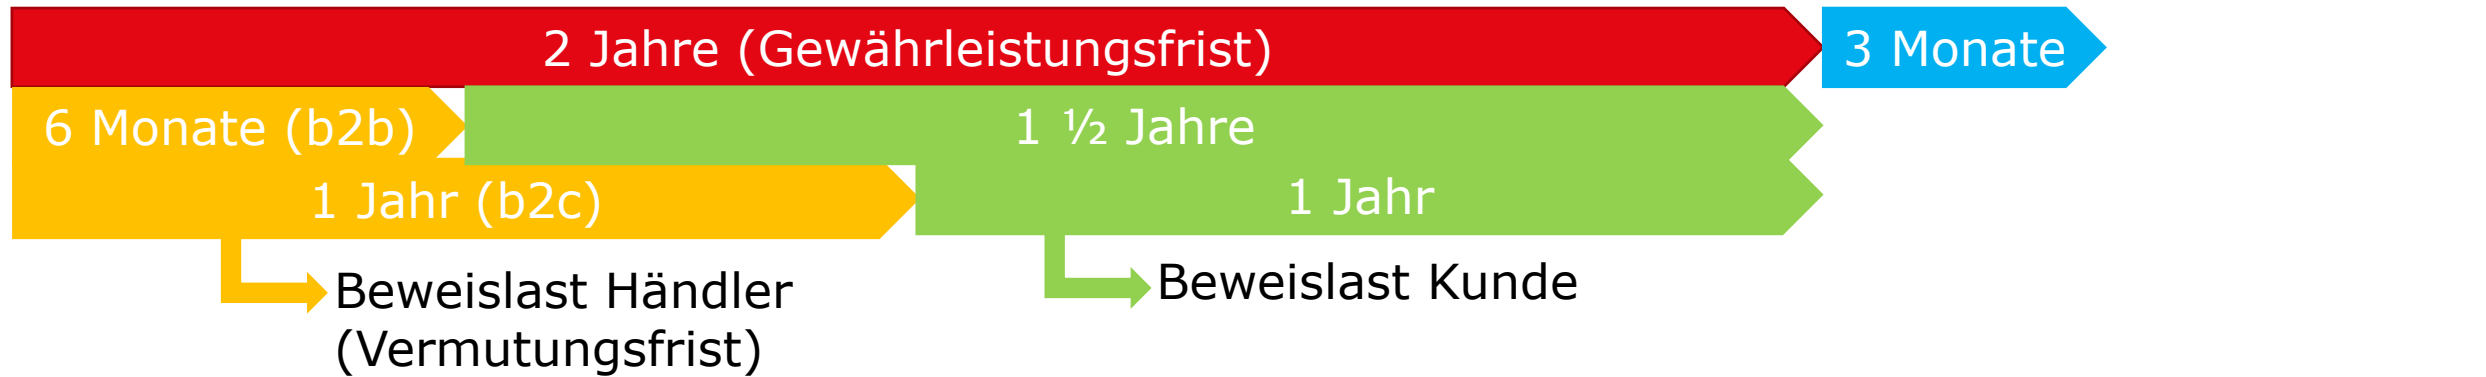 2 Jahre (Gewährleistungsfrist)
3 Monate
6 Monate (b2b)
1 ½ Jahre
1 Jahr (b2c)
1 Jahr
Beweislast Händler
(Vermutungsfrist)
Beweislast Kunde